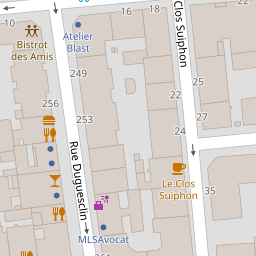 16
18
Bistrot
des Amis
Atelier
Blast
Clos Suiphon
249
25
256
22
27
253
24
Rue Duguesclin
Le Clos
Suiphon
35
MLSAvocat